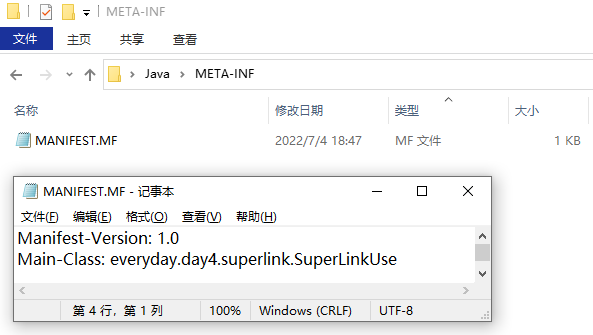 META-INF
文件 主页 共享 查看
Java META-INF
名称 修改日期 类型 大小
MANIFEST.MF 2022/7/4 18:47 MF 文件 1 KB
MANIFEST.MF - 记事本
文件(F) 编辑(E) 格式(O) 查看(V) 帮助(H)
Manifest-Version: 1.0
Main-Class: everyday.day4.superlink.SuperLinkUse
第 4 行，第 1 列 100% Windows (CRLF) UTF-8